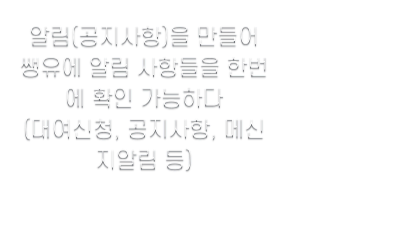 알림(공지사항)을 만들어
쌩유에 알림 사항들을 한번
에 확인 가능하다
(대여신청, 공지사항, 메신
지알림 등)